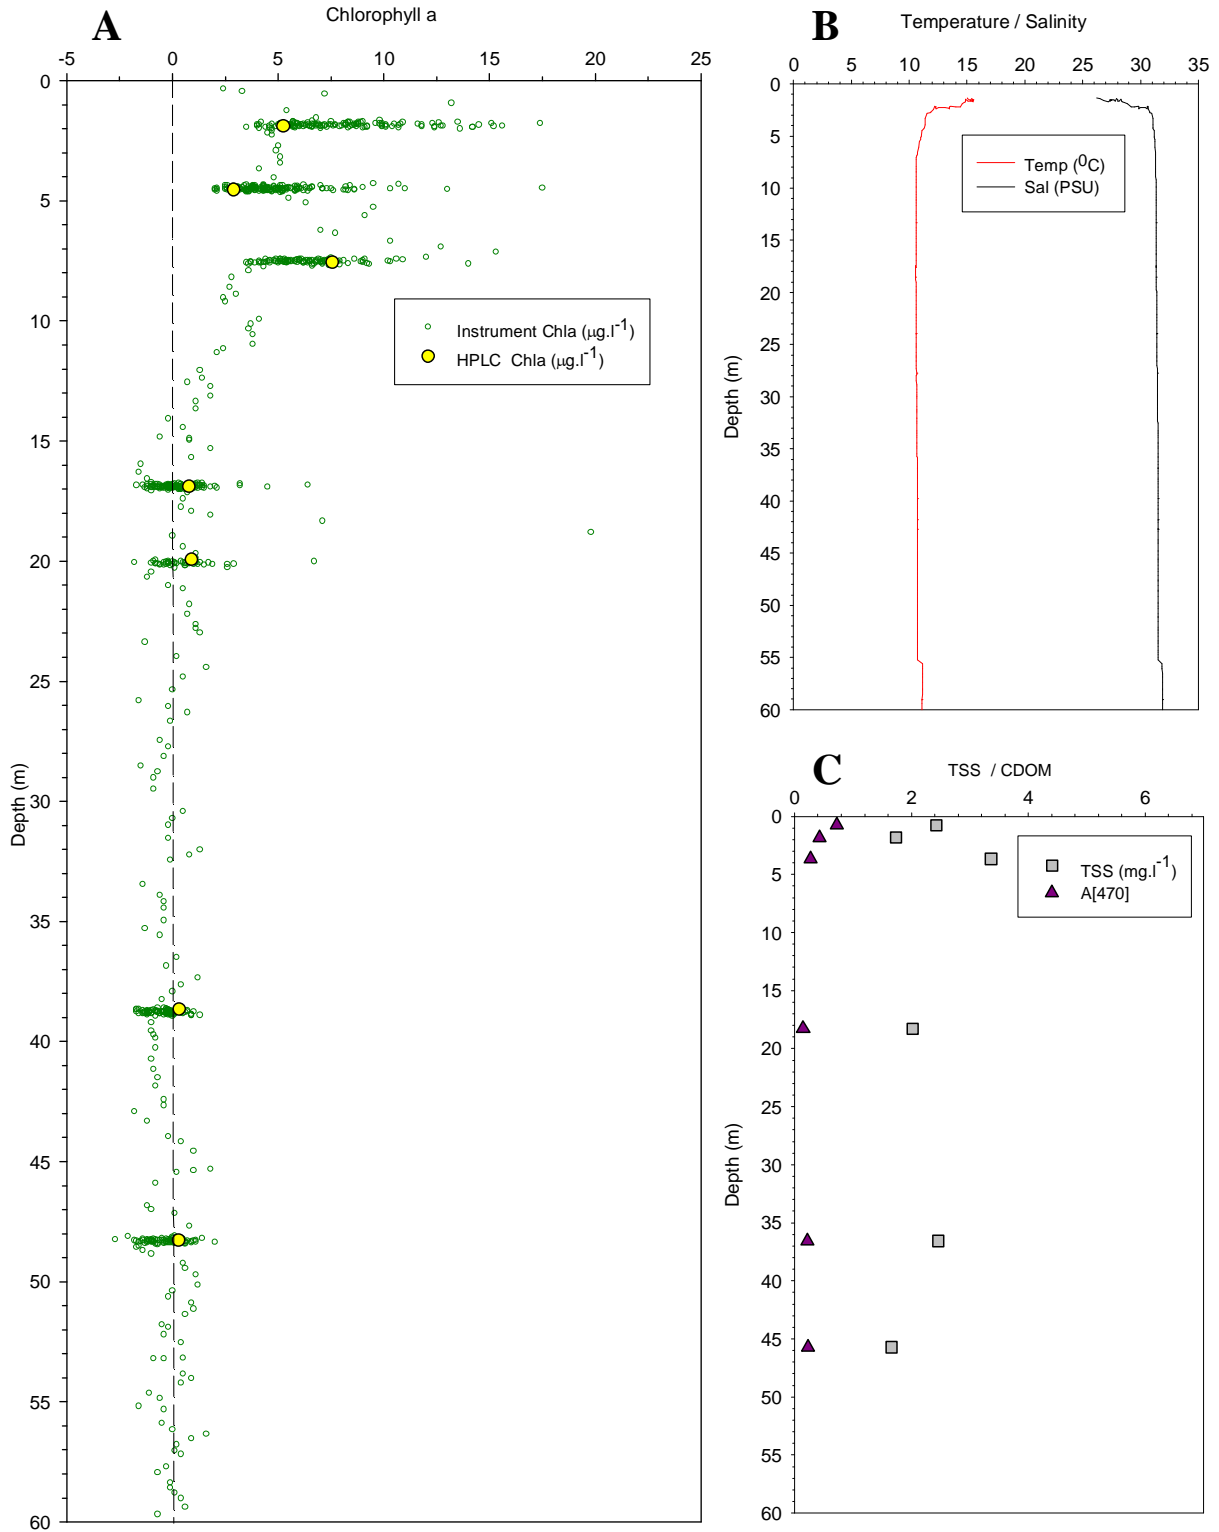 A
Chlorophyll a
-5 0 5 10 15 20 25
0
5
10
15
20
25
30
35
40
45
50
55
60
Depth (m)
Instrument Chla (µg.l-1)
HPLC Chla (µg.l-1)
B
Temperature / Salinity
0 5 10 15 20 25 30 35
0
5
10
15
20
25
30
35
40
45
50
55
60
Depth (m)
Temp (0C)
Sal (PSU)
C
TSS / CDOM
0 2 4 6
0
5
10
15
20
25
30
35
40
45
50
55
60
Depth (m)
TSS (mg.l-1)
A[470]